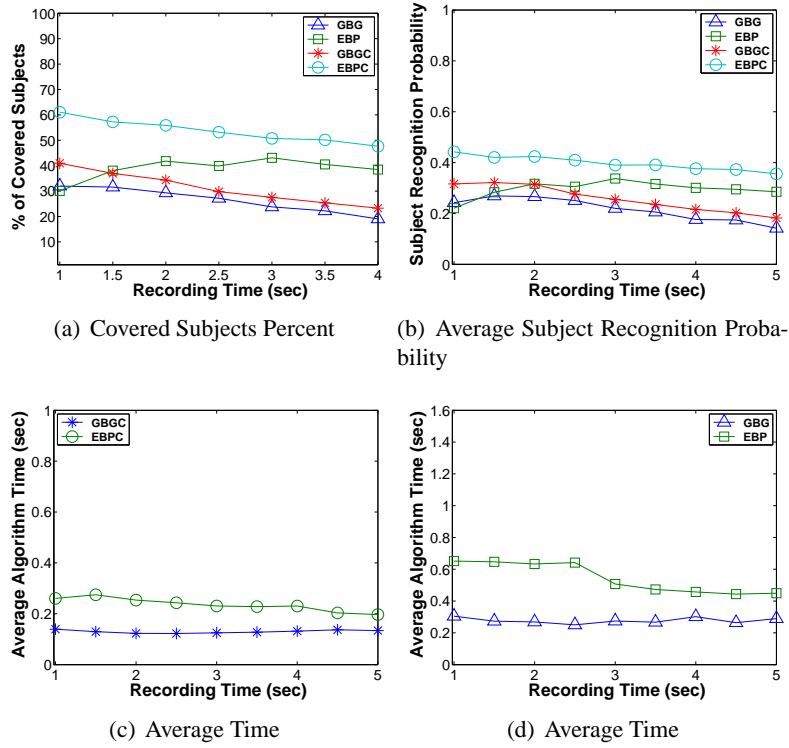 100
90
80
70
60
50
40
30
20
10
% of Covered Subjects
GBG
EBP
GBGC
EBPC
1 1.5 2 2.5 3 3.5 4
Recording Time (sec)
(a) Covered Subjects Percent
1
0.8
0.6
0.4
0.2
0
Subject Recognition Probability
GBG
EBP
GBGC
EBPC
1 2 3 4 5
Recording Time (sec)
(b) Average Subject Recognition Proba-
bility
1
0.8
0.6
0.4
0.2
0
Average Algorithm Time (sec)
GBGC
EBPC
1 2 3 4 5
Recording Time (sec)
(c) Average Time
1.6
1.4
1.2
1
0.8
0.6
0.4
0.2
0
Average Algorithm Time (sec)
GBG
EBP
1 2 3 4 5
Recording Time (sec)
(d) Average Time